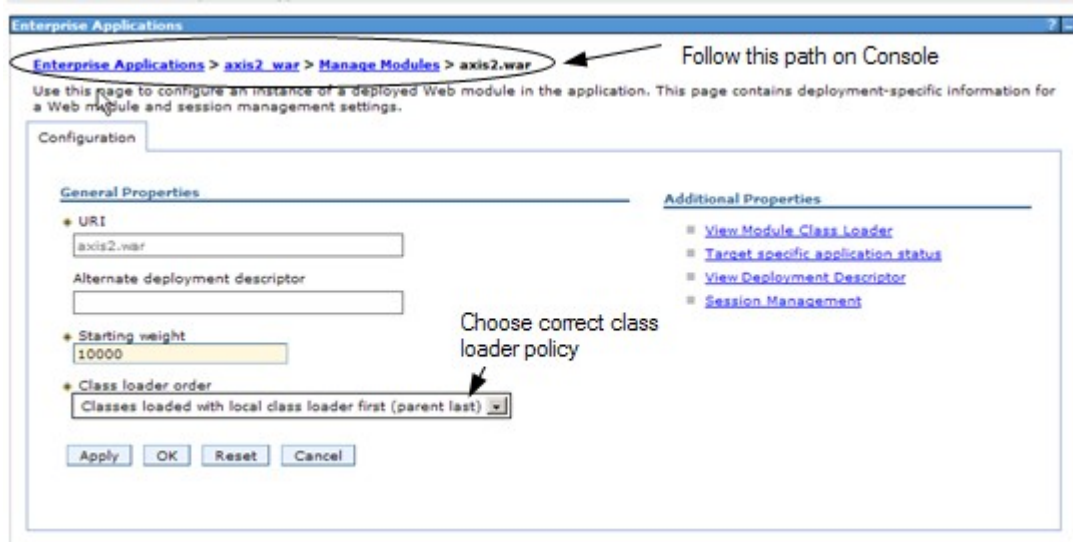 Enterprise Applications
? -
Enterprise Applications > axis2_war > Manage Modules > axis2.war
Follow this path on Console
Use this page to configure an instance of a deployed Web module in the application. This page contains deployment-specific information for
a Web module and session management settings.
Configuration
General Properties
URI
axis2.war
Alternate deployment descriptor
Starting weight
10000
Class loader order
Classes loaded with local class loader first (parent last)
Choose correct class
loader policy
Apply OK Reset Cancel
Additional Properties
View Module Class Loader
Target specific application status
View Deployment Descriptor
Session Management